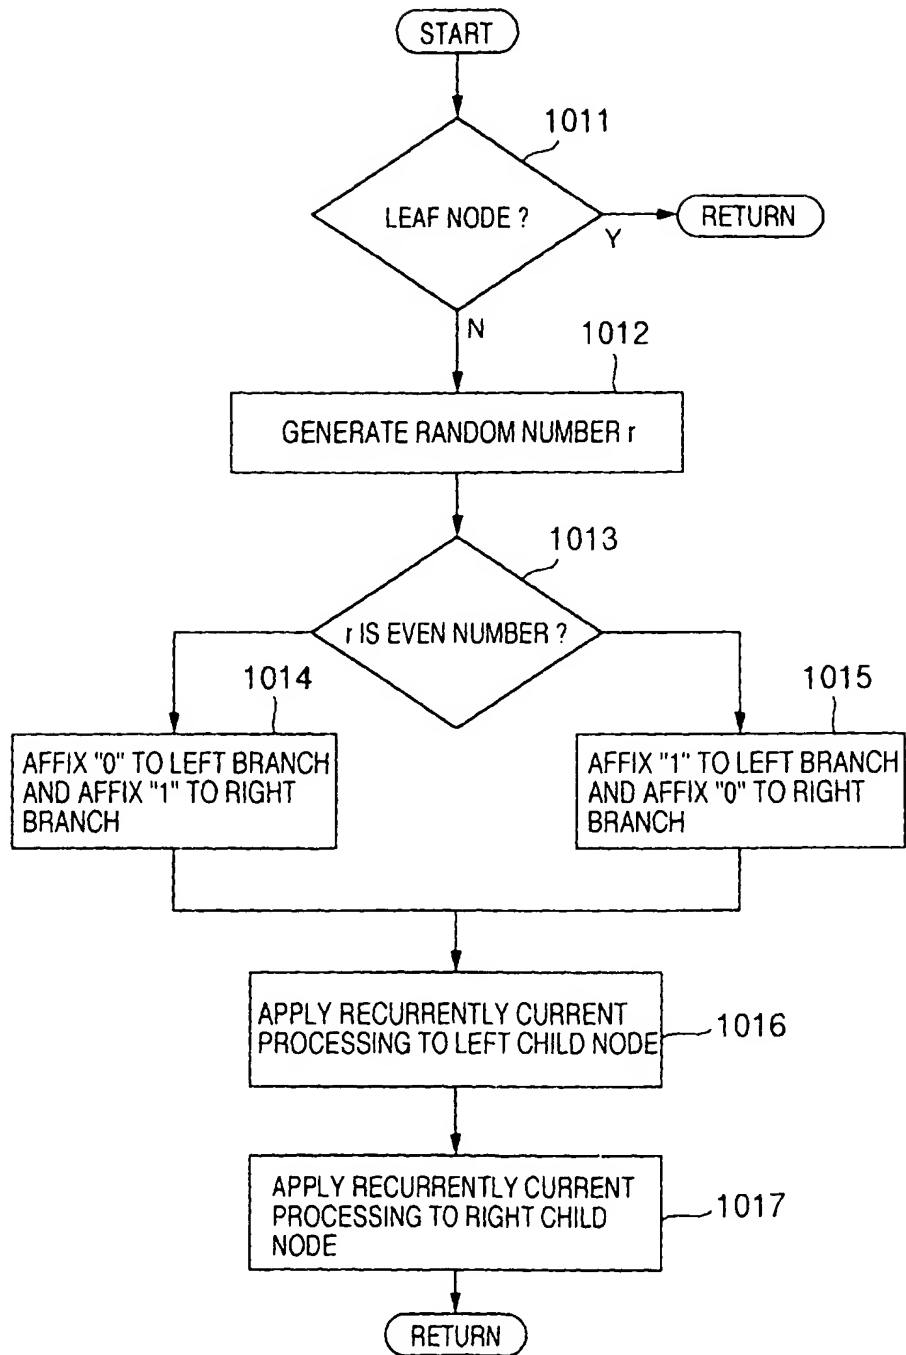 START
1011
LEAF NODE ?
RETURN
Y
N
1012
GENERATE RANDOM NUMBER r
1013
r IS EVEN NUMBER ?
1014
1015
AFFIX "0" TO LEFT BRANCH
AND AFFIX "1" TO RIGHT
BRANCH
AFFIX "1" TO LEFT BRANCH
AND AFFIX "0" TO RIGHT
BRANCH
APPLY RECURRENTLY CURRENT
PROCESSING TO LEFT CHILD NODE
1016
APPLY RECURRENTLY CURRENT
PROCESSING TO RIGHT CHILD
NODE
1017
RETURN